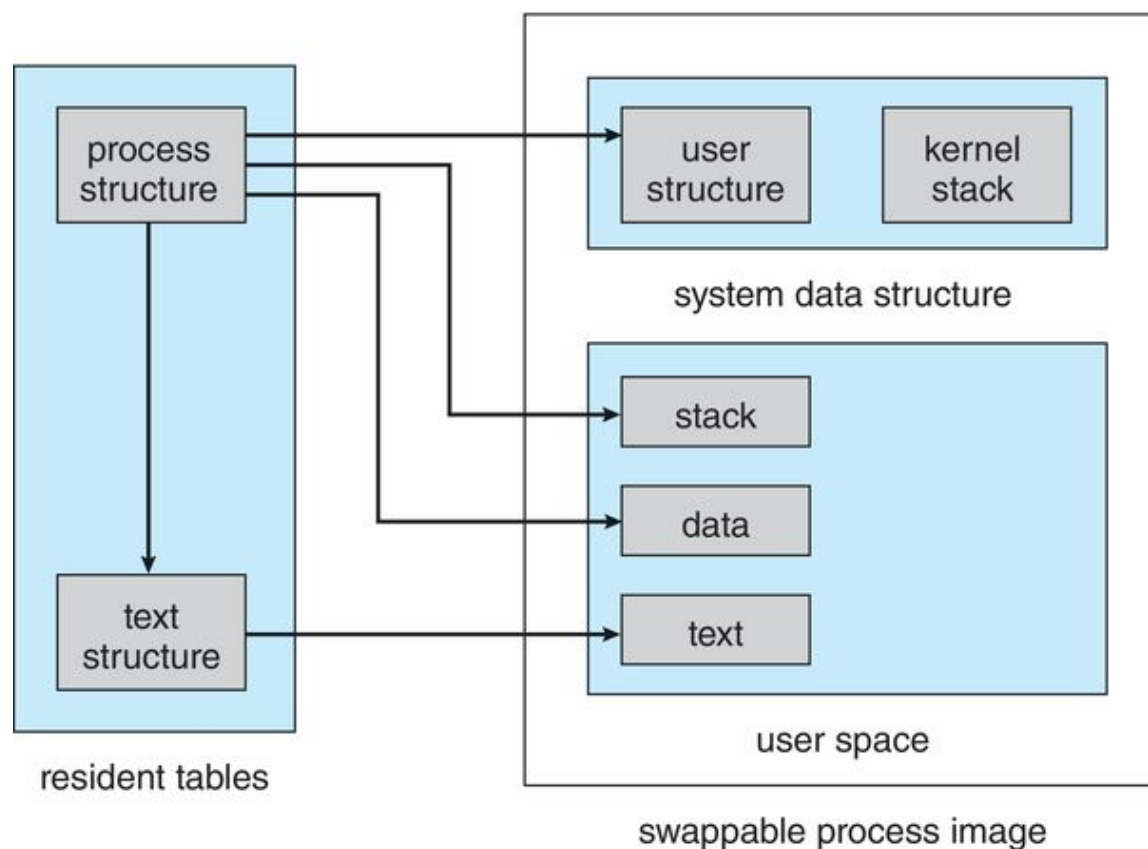 process
structure
text
structure
resident tables
user
structure
kernel
stack
system data structure
stack
data
text
user space
swappable process image